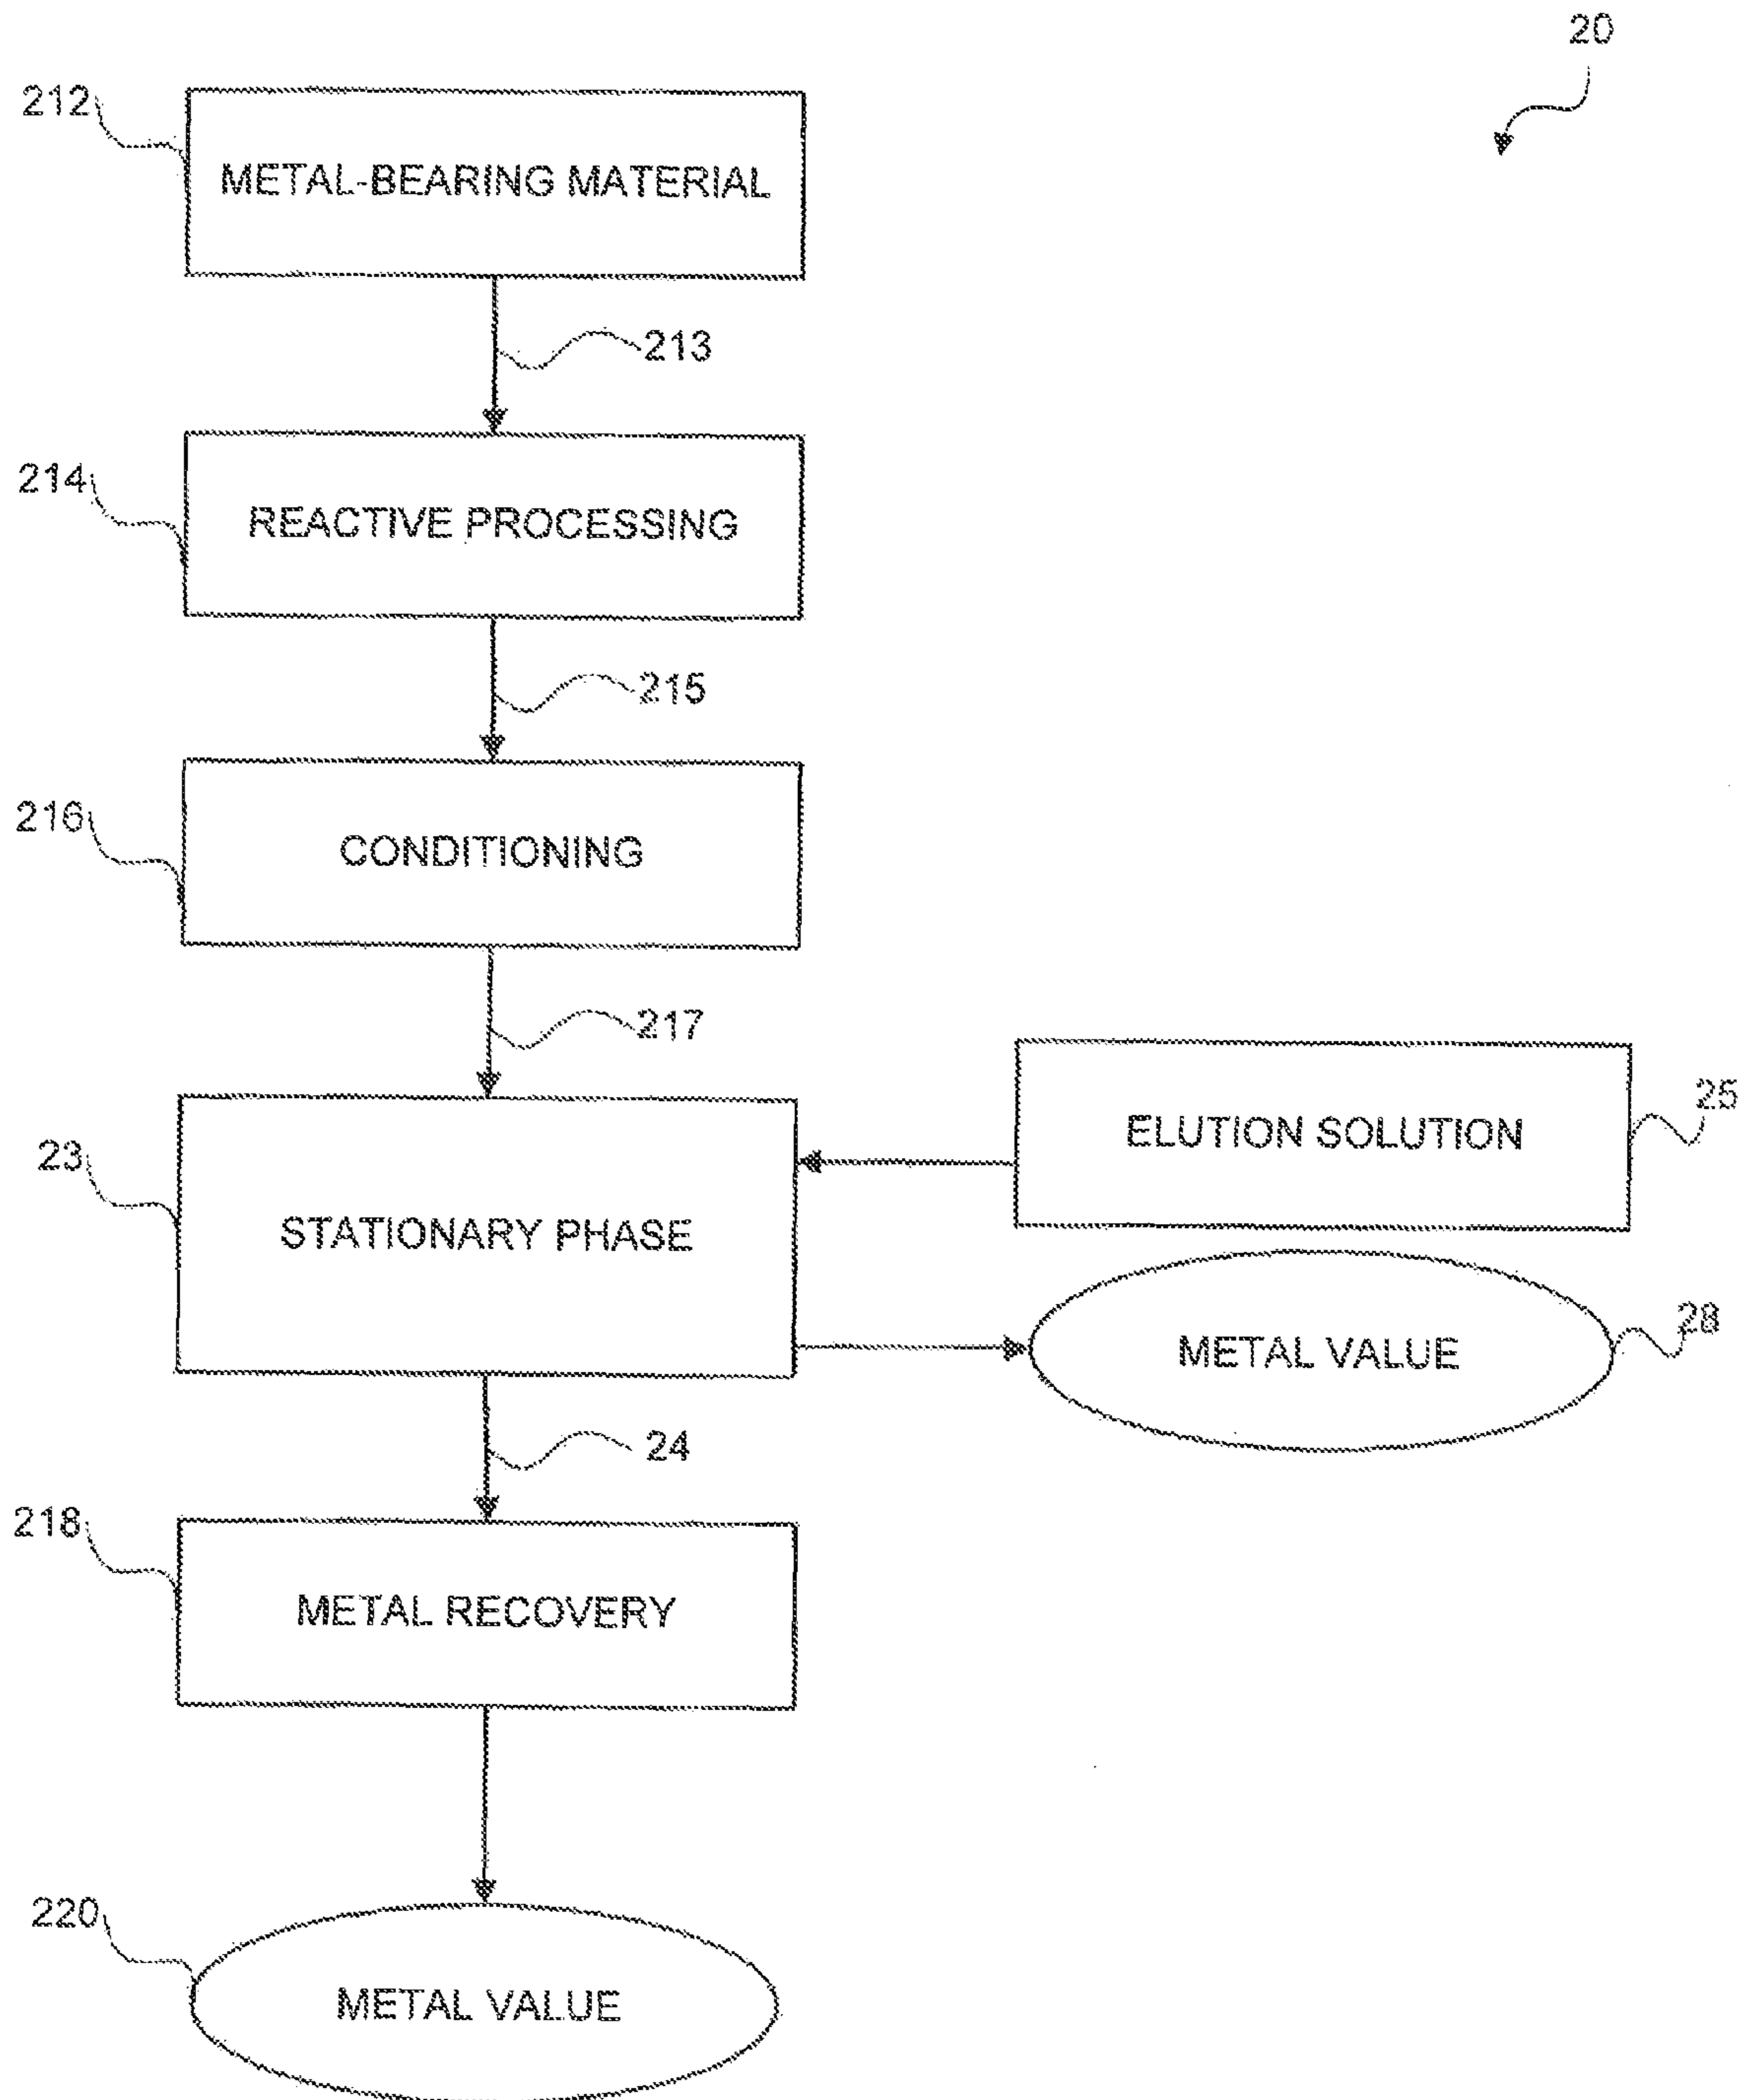 20
212
METAL-BEARING MATERIAL
213
214
REACTIVE PROCESSING
215
216
CONDITIONING
217
25
ELUTION SOLUTION
23
STATIONARY PHASE
28
METAL VALUE
24
218
METAL RECOVERY
220
METAL VALUE